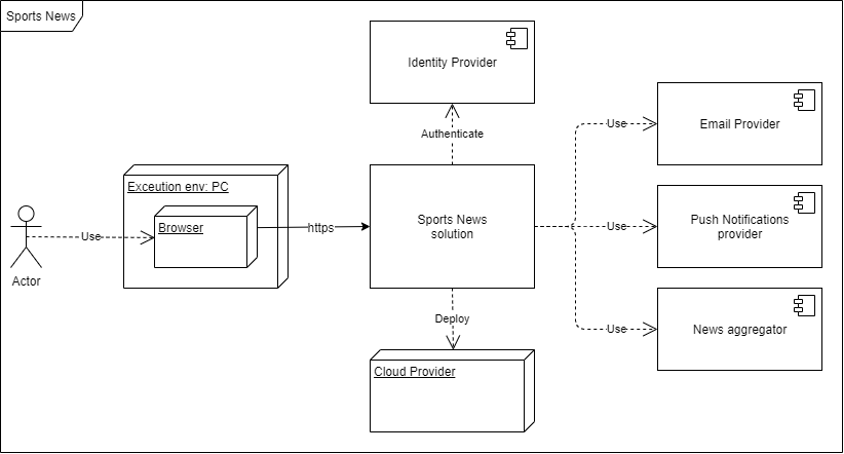 Sports News
Identity Provider
Authenticate
Email Provider
Use
Exceution env: PC
Browser
Use
https
Sports News
solution
Use
Push Notifications
provider
Actor
Deploy
Use
News aggregator
Cloud Provider